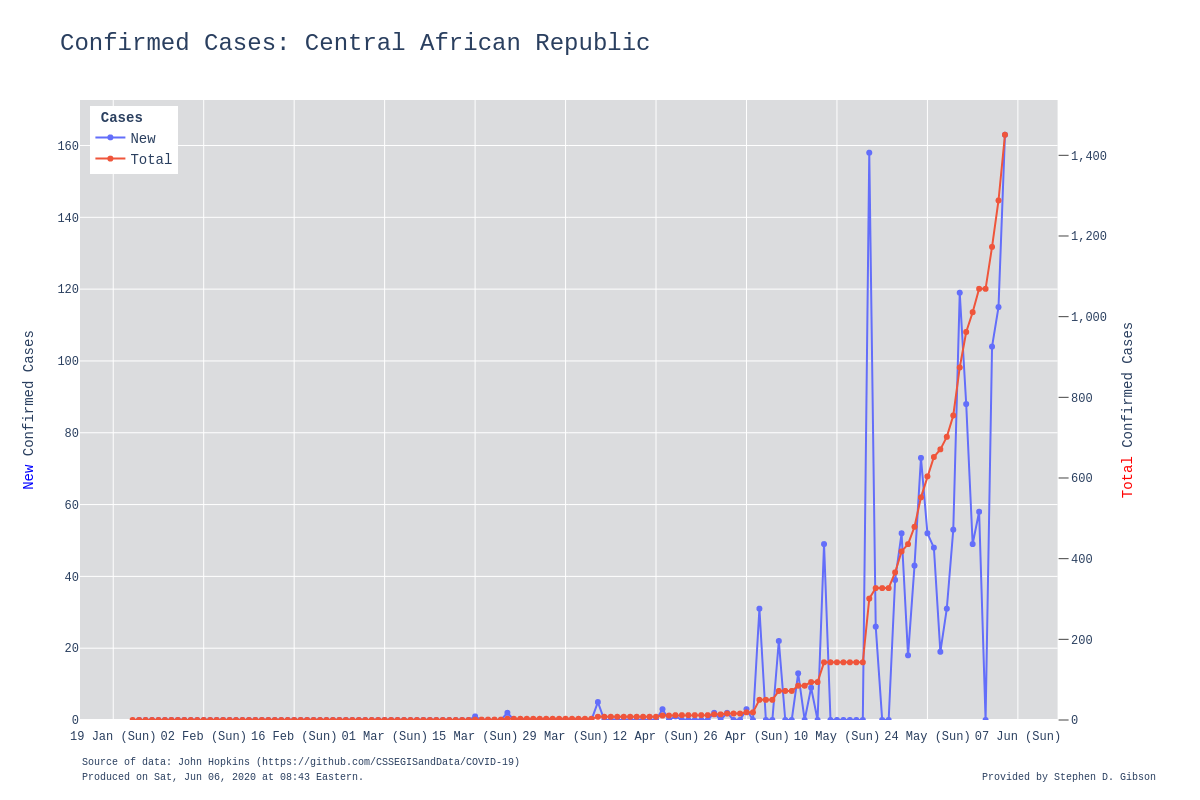 Confirmed Cases: Central African Republic
Cases
New
Total
160
140
120
100
80
60
40
20
0
1,400
1,200
1,000
800
600
400
200
0
New Confirmed Cases
Total Confirmed Cases
19 Jan (Sun) 02 Feb (Sun) 16 Feb (Sun) 01 Mar (Sun) 15 Mar (Sun) 29 Mar (Sun) 12 Apr (Sun) 26 Apr (Sun) 10 May (Sun) 24 May (Sun) 07 Jun (Sun)
Source of data: John Hopkins (https://github.com/CSSEGISandData/COVID-19)
Produced on Sat, Jun 06, 2020 at 08:43 Eastern.
Provided by Stephen D. Gibson